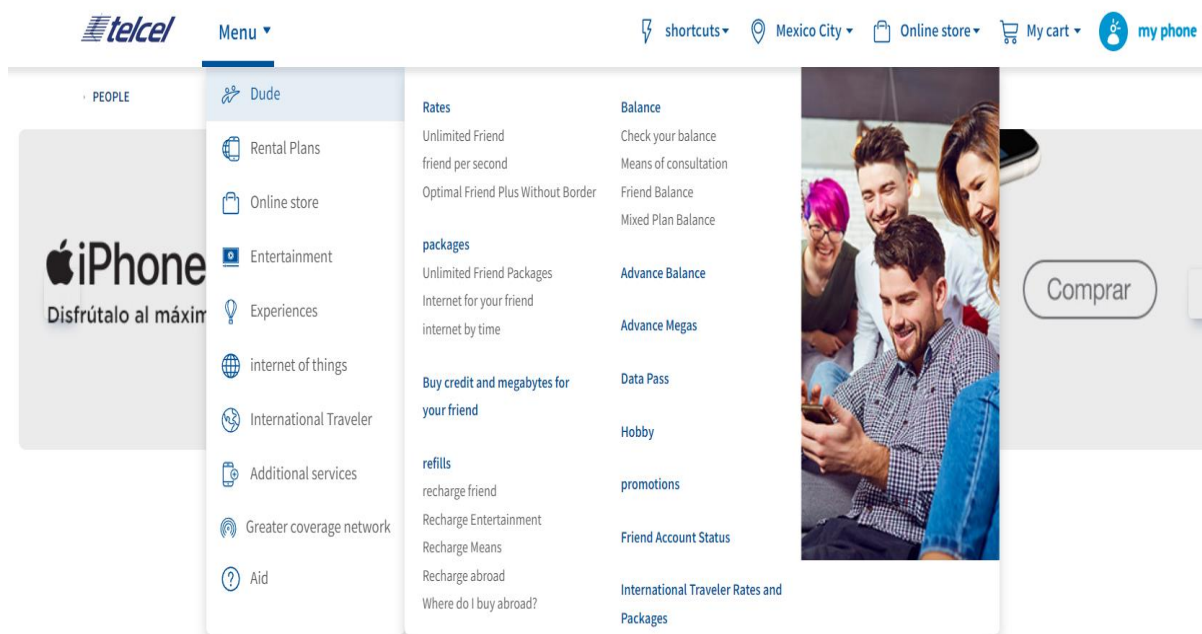 telcel
Menu
shortcuts
Mexico City
Online store
My cart
my phone
PEOPLE
Dude
Rental Plans
Online store
Entertainment
Experiences
internet of things
International Traveler
Additional services
Greater coverage network
Aid
Rates
Unlimited Friend
friend per second
Optimal Friend Plus Without Border
packages
Unlimited Friend Packages
Internet for your friend
internet by time
Buy credit and megabytes for
your friend
refills
recharge friend
Recharge Entertainment
Recharge Means
Recharge abroad
Where do I buy abroad?
Balance
Check your balance
Means of consultation
Friend Balance
Mixed Plan Balance
Advance Balance
Advance Megas
Data Pass
Hobby
promotions
Friend Account Status
International Traveler Rates and
Packages
iPhone
Disfrútalo al máxim
Comprar